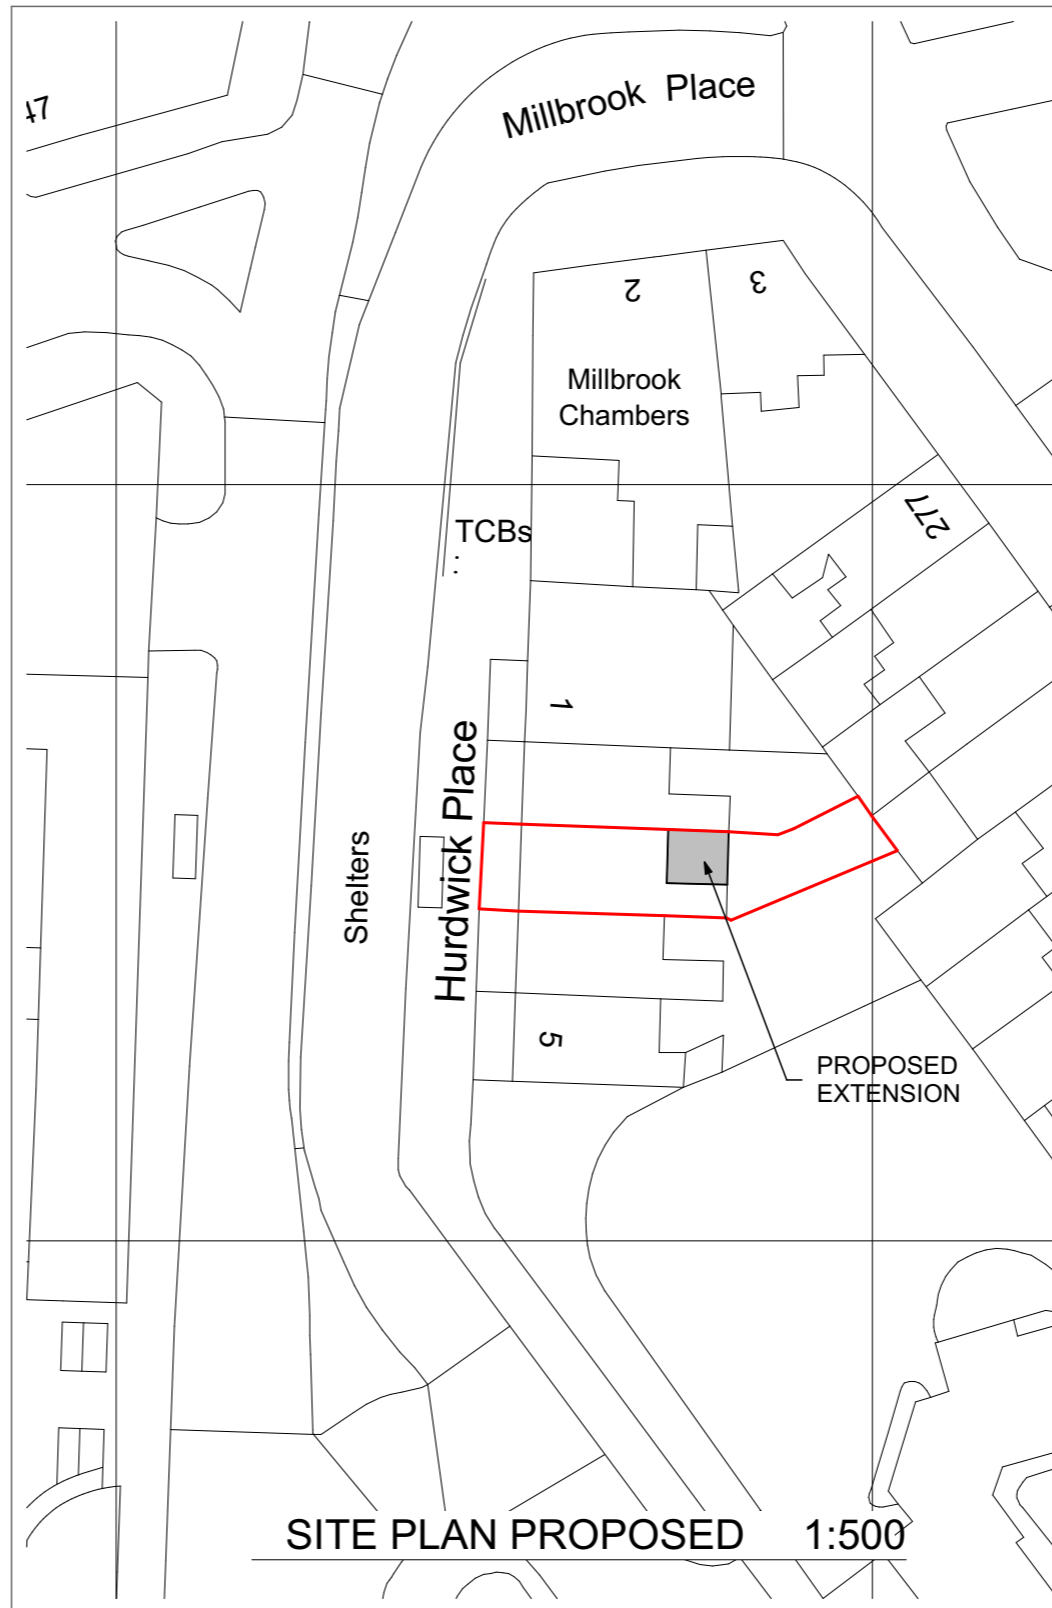 47
Millbrook Place
2
3
Millbrook
Chambers
277
TCBs
1
Hurdwick Place
Shelters
5
PROPOSED
EXTENSION
SITE PLAN PROPOSED 1:500